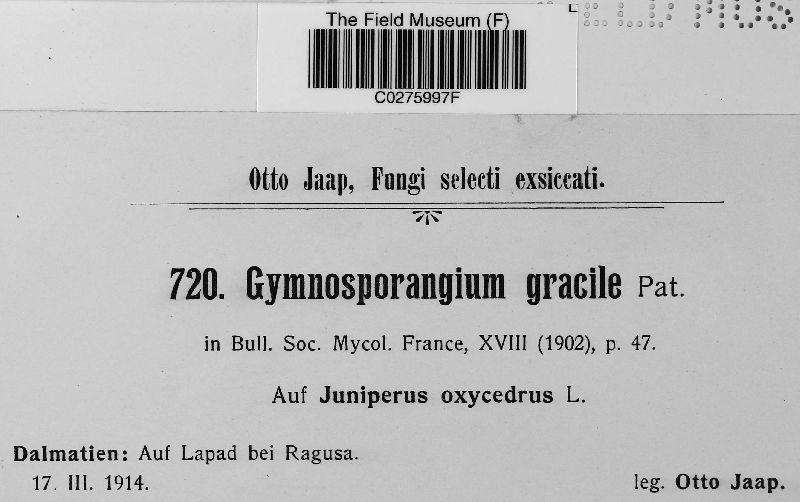 The Field Museum (F)
C0275997F
Otto Jaap, Fungi selecti exsiccati.
720. Gymnosporangium gracile Pat.
in Bull. Soc. Mycol. France, XVIII (1902), p. 47.
Auf Juniperus oxycedrus L.
Dalmatien: Auf Lapad bei Ragusa.
17. III. 1914.
leg. Otto Jaap.